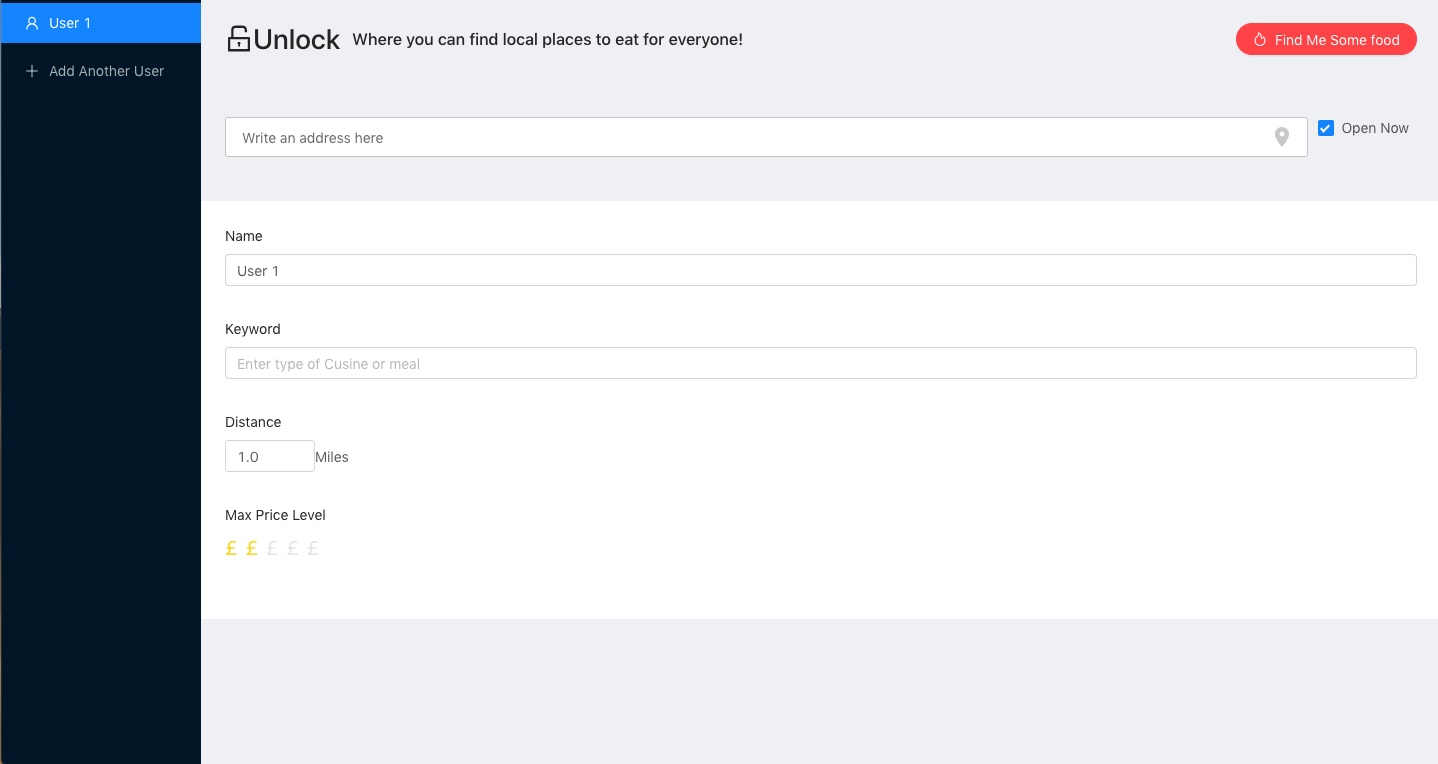 User 1
Add Another User
Unlock Where you can find local places to eat for everyone!
Find Me Some food
Write an address here
Open Now
Name
User 1
Keyword
Enter type of Cusine or meal
Distance
1.0 Miles
Max Price Level
£ £ £ £ £